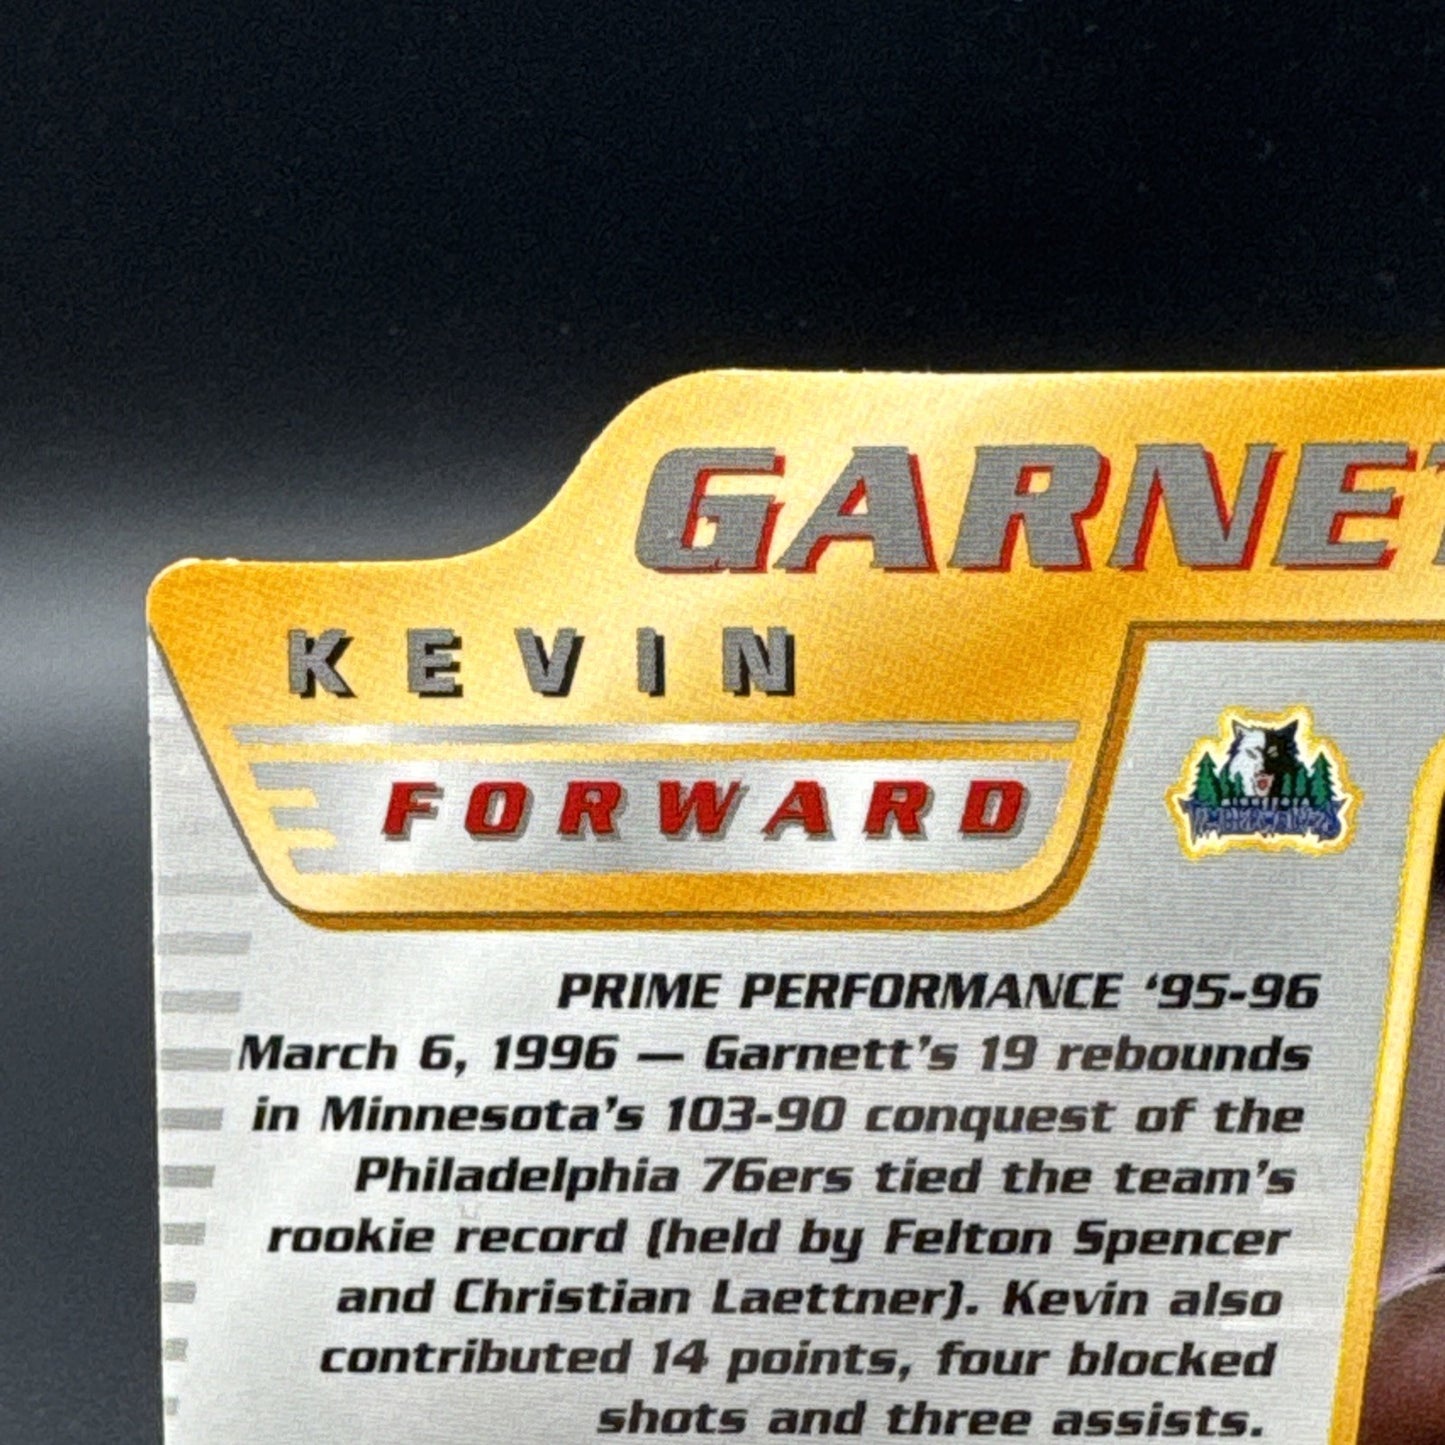 GARNET
KEVIN
FORWARD
MINNESOTA
TIMBERWOLVES
PRIME PERFORMANCE ‘95-96
March 6, 1996 — Garnett’s 19 rebounds
in Minnesota’s 103-90 conquest of the
Philadelphia 76ers tied the team’s
rookie record (held by Felton Spencer
and Christian Laettner). Kevin also
contributed 14 points, four blocked
shots and three assists.